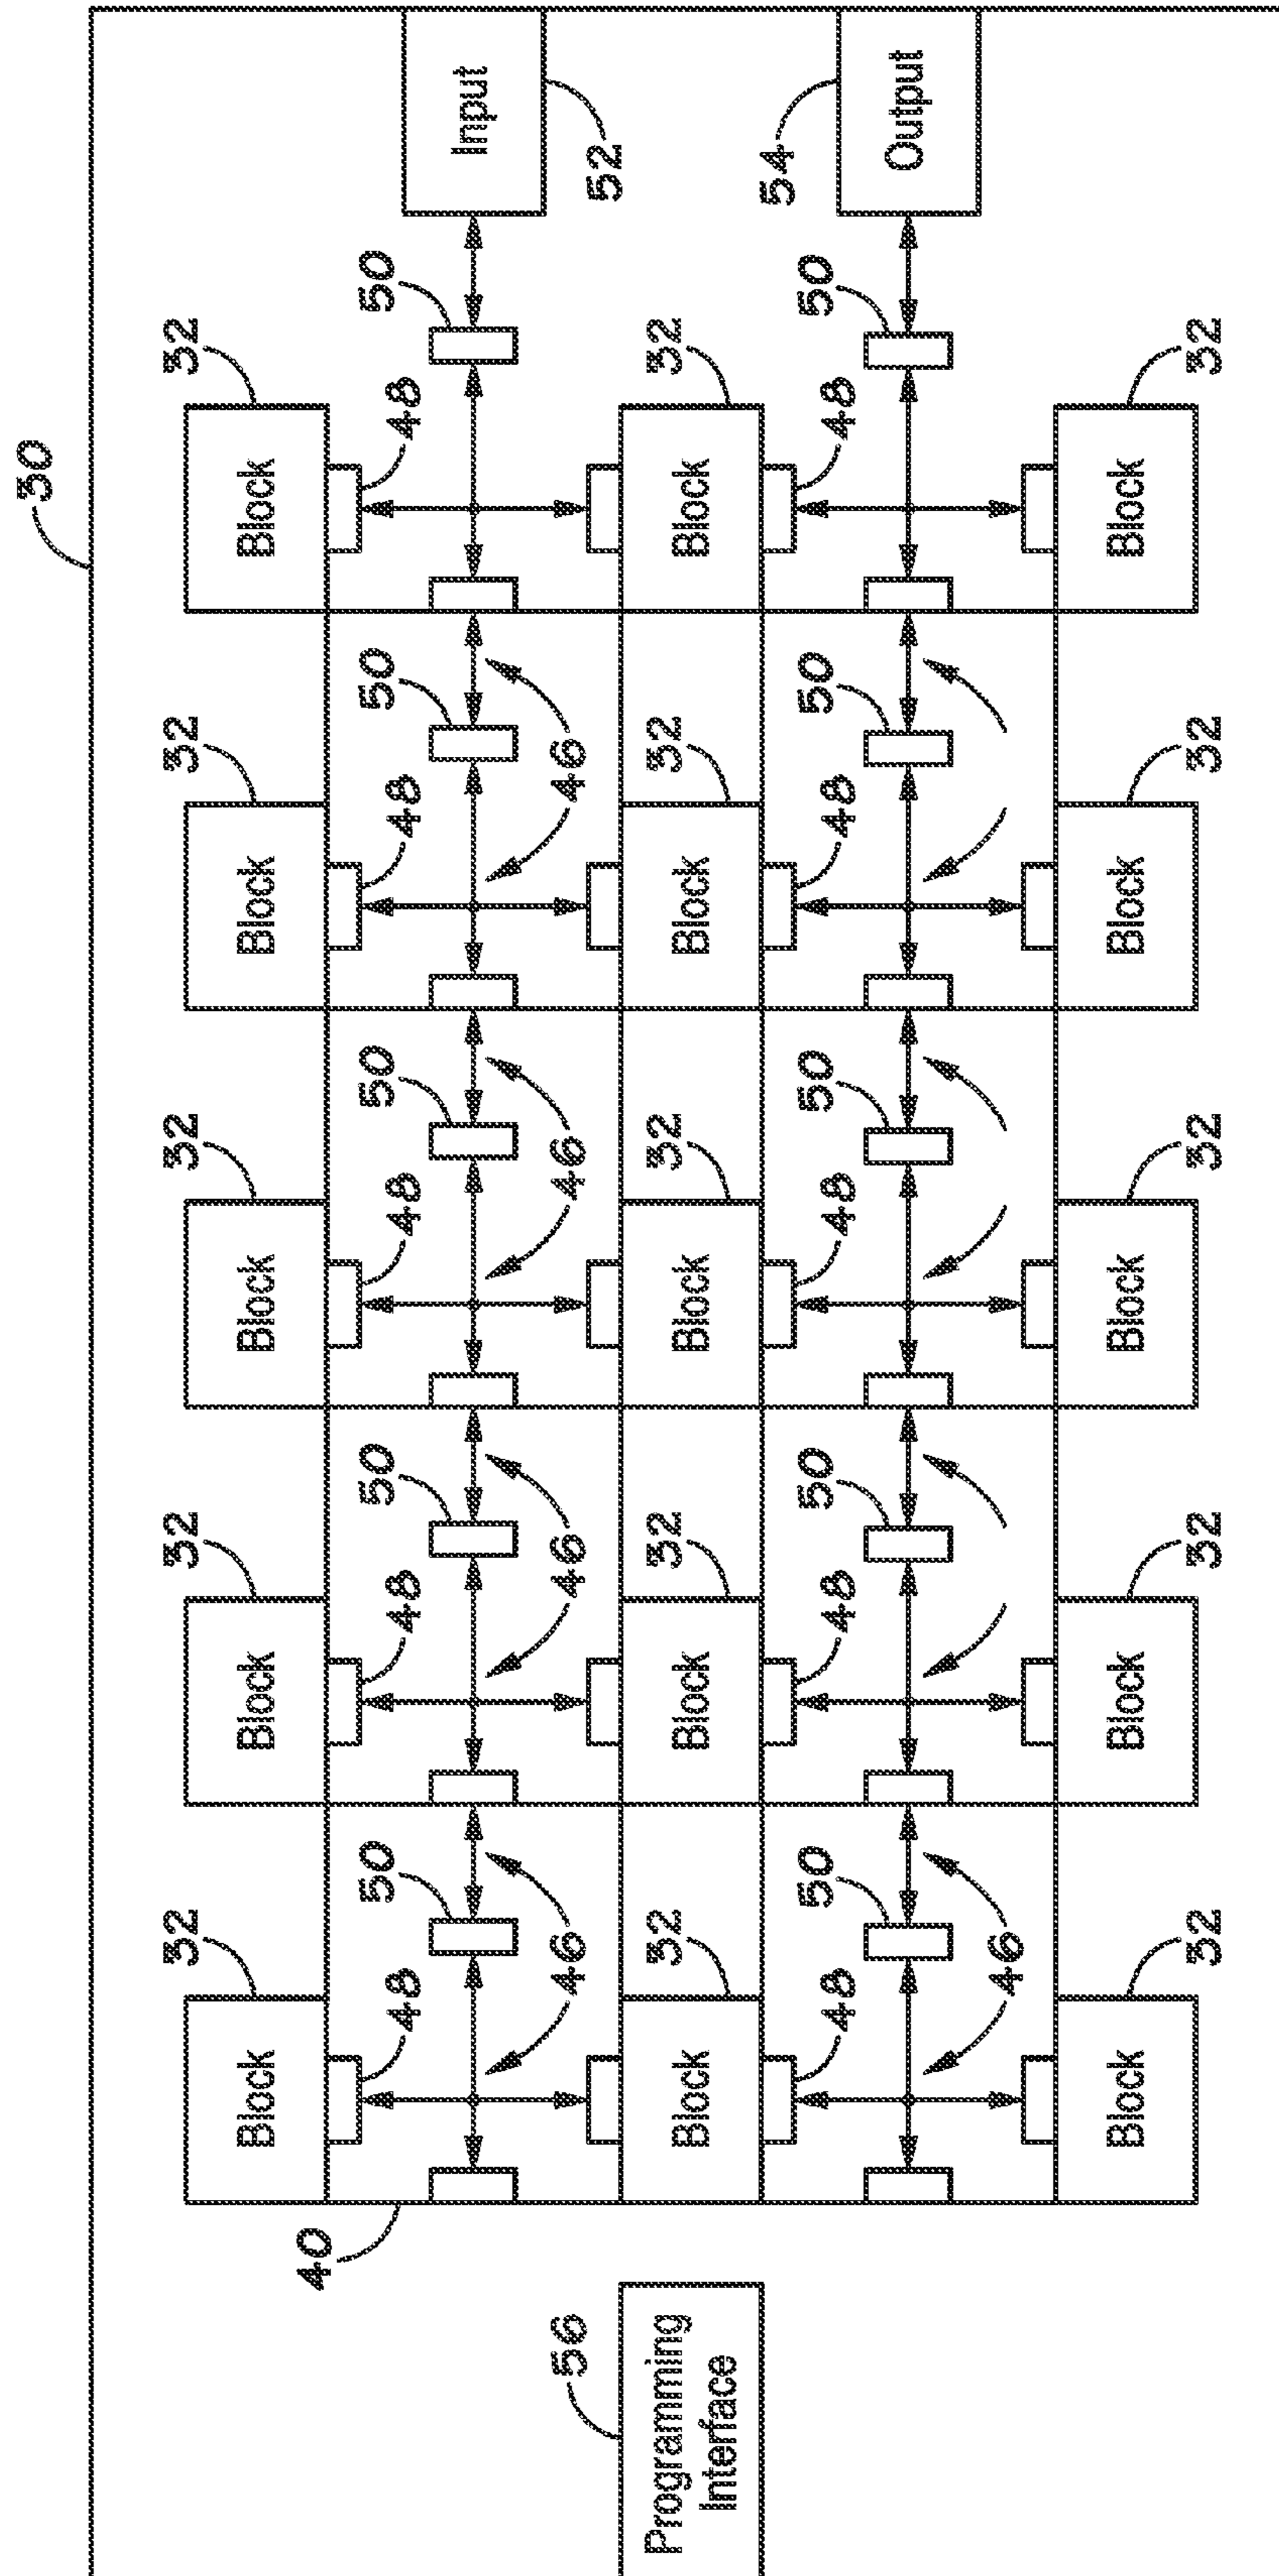 30
32 32 32 32 32
Block Block Block Block Block
40
50 50 50 50 50
48 48 48 48 48
Input
56 46 46 46 46
52
32 32 32 32 32
Programming
Interface
Block Block Block Block Block
54
50 50 50 50 50
48 48 48 48 48
Output
46
Block Block Block Block Block
32 32 32 32 32